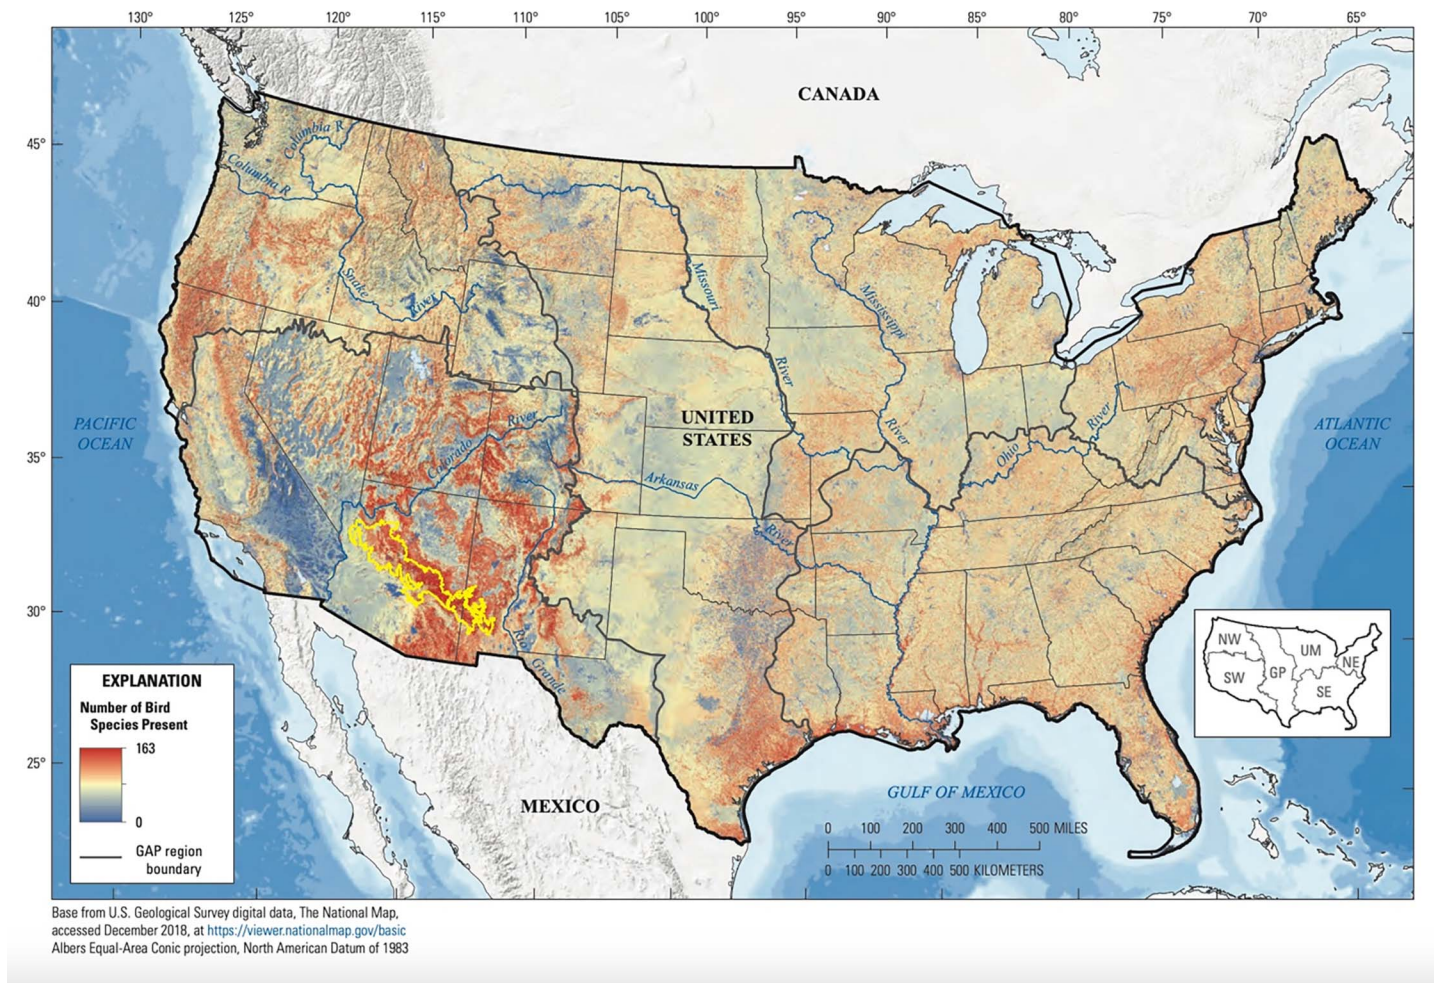 130° 125° 120° 115° 110° 105° 100° 95° 90° 85° 80° 75° 70° 65°
CANADA
45°
Columbia R
Columbia R
Snake
River
Missouri
River
Mississippi
River
40°
PACIFIC
OCEAN
UNITED
STATES
ATLANTIC
OCEAN
River
Colorado
Ohio
River
35°
Arkansas
River
30°
Rio
Grande
NW
UM
NE
SW
GP
SE
EXPLANATION
Number of Bird
Species Present
163
0
GAP region
boundary
25°
MEXICO
GULF OF MEXICO
0 100 200 300 400 500 MILES
0 100 200 300 400 500 KILOMETERS
Base from U.S. Geological Survey digital data, The National Map,
accessed December 2018, at https://viewer.nationalmap.gov/basic
Albers Equal-Area Conic projection, North American Datum of 1983